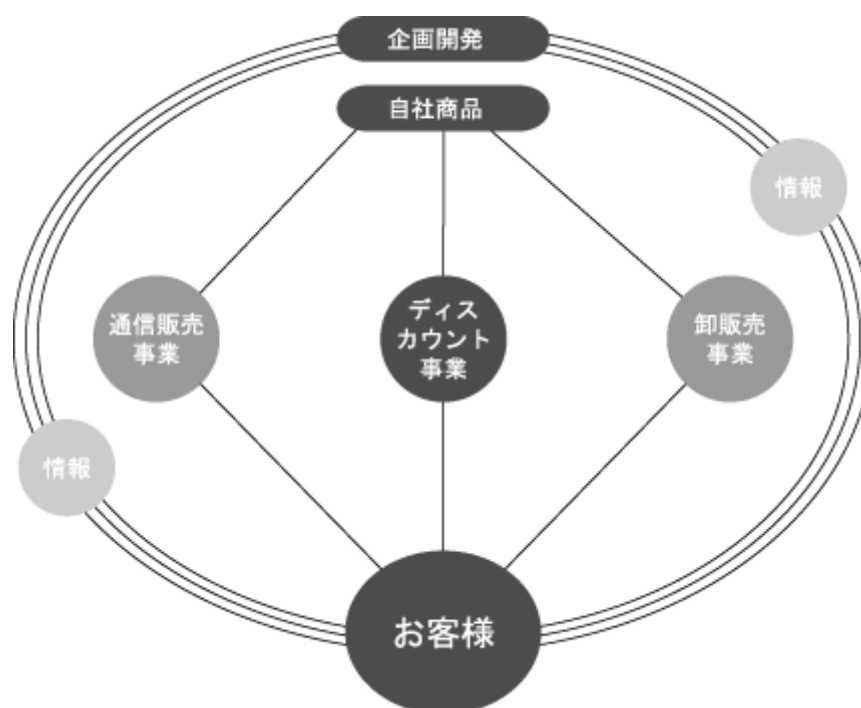 企画開発
自社商品
情報
通信販売
事業
ディス
カウント
事業
卸販売
事業
情報
お客様